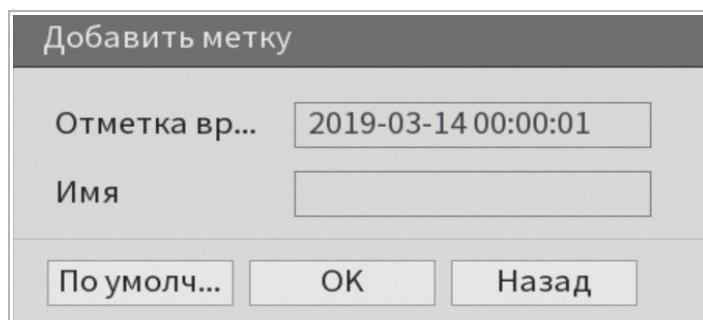 Добавить метку
Отметка вр... 2019-03-14 00:00:01
Имя
По умолч... OK Назад